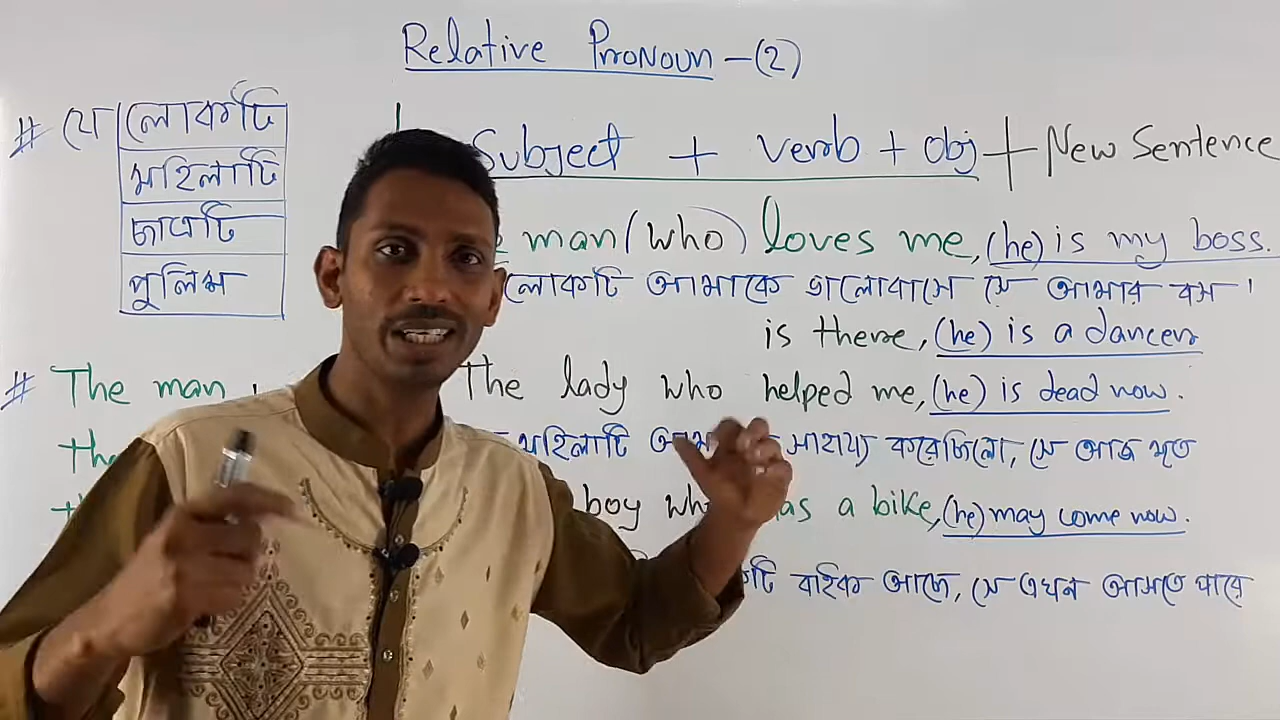 Relative Pronoun - (2)
# যে লোকটি
মহিলাটি
ছাত্রটি
পুলিশ
Subject + verb + obj + New Sentence
man (who) loves me, (he) is my boss.
লোকটি আমাকে ভালোবাসে সে আমার বস ।
is there, (he) is a dancer
# The man
The lady who helped me, (he) is dead now.
মহিলাটি সাহায্য করেছিলো, সে আজ মৃত
boy has a bike, (he) may come now.
বাইক আছে, সে এখন আসতে পারে